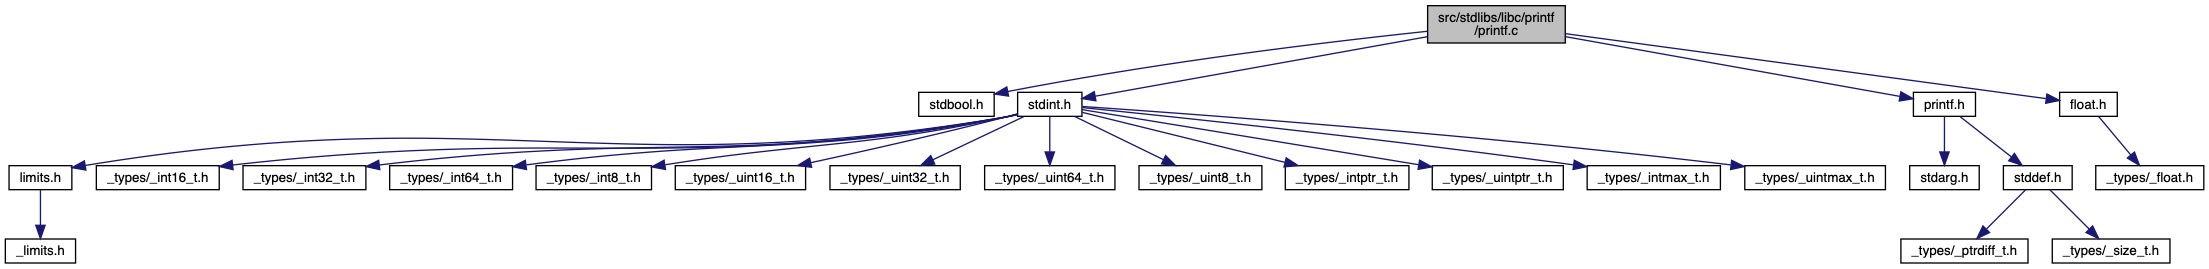 src/stdlibs/libc/printf
/printf.c
stdbool.h
stdint.h
printf.h
float.h
limits.h
_types/_int16_t.h
_types/_int32_t.h
_types/_int64_t.h
_types/_int8_t.h
_types/_uint16_t.h
_types/_uint32_t.h
_types/_uint64_t.h
_types/_uint8_t.h
_types/_intptr_t.h
_types/_uintptr_t.h
_types/_intmax_t.h
_types/_uintmax_t.h
stdarg.h
stddef.h
_types/_float.h
_limits.h
_types/_ptrdiff_t.h
_types/_size_t.h